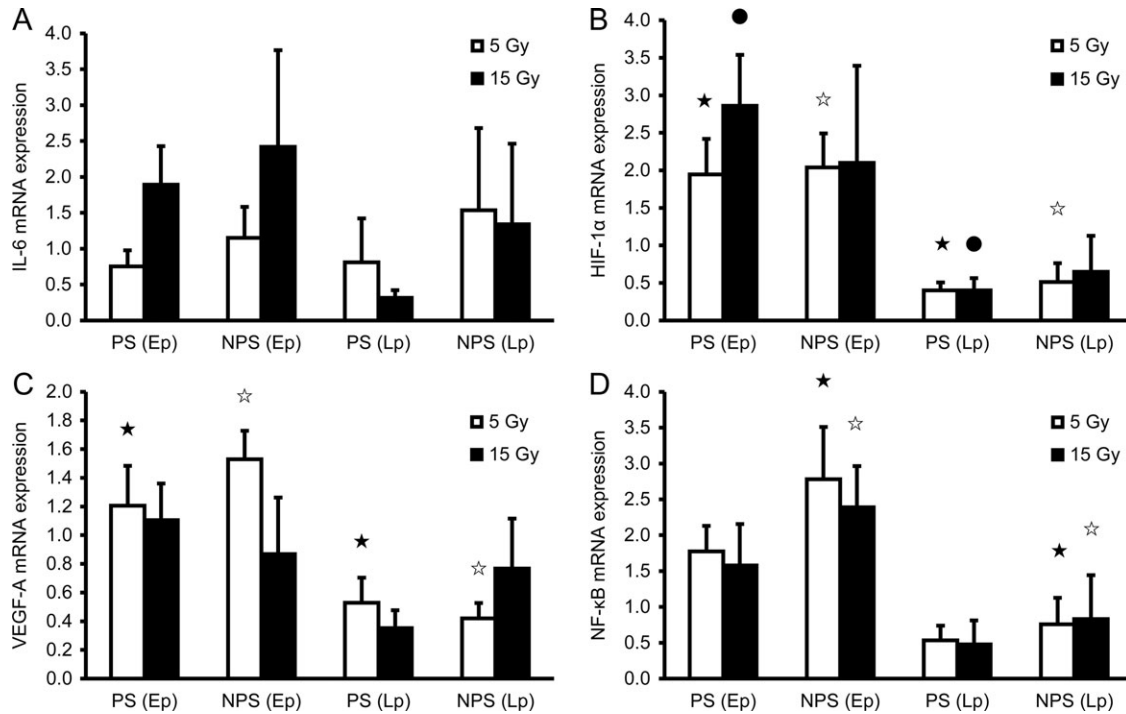 A
IL-6 mRNA expression
4.0
3.5
3.0
2.5
2.0
1.5
1.0
0.5
0.0
5 Gy
15 Gy
PS (Ep) NPS (Ep) PS (Lp) NPS (Lp)
B
HIF-1α mRNA expression
4.0
3.5
3.0
2.5
2.0
1.5
1.0
0.5
0.0
5 Gy
15 Gy
PS (Ep) NPS (Ep) PS (Lp) NPS (Lp)
C
VEGF-A mRNA expression
2.0
1.8
1.6
1.4
1.2
1.0
0.8
0.6
0.4
0.2
0.0
5 Gy
15 Gy
PS (Ep) NPS (Ep) PS (Lp) NPS (Lp)
D
NF-κB mRNA expression
4.0
3.5
3.0
2.5
2.0
1.5
1.0
0.5
0.0
5 Gy
15 Gy
PS (Ep) NPS (Ep) PS (Lp) NPS (Lp)